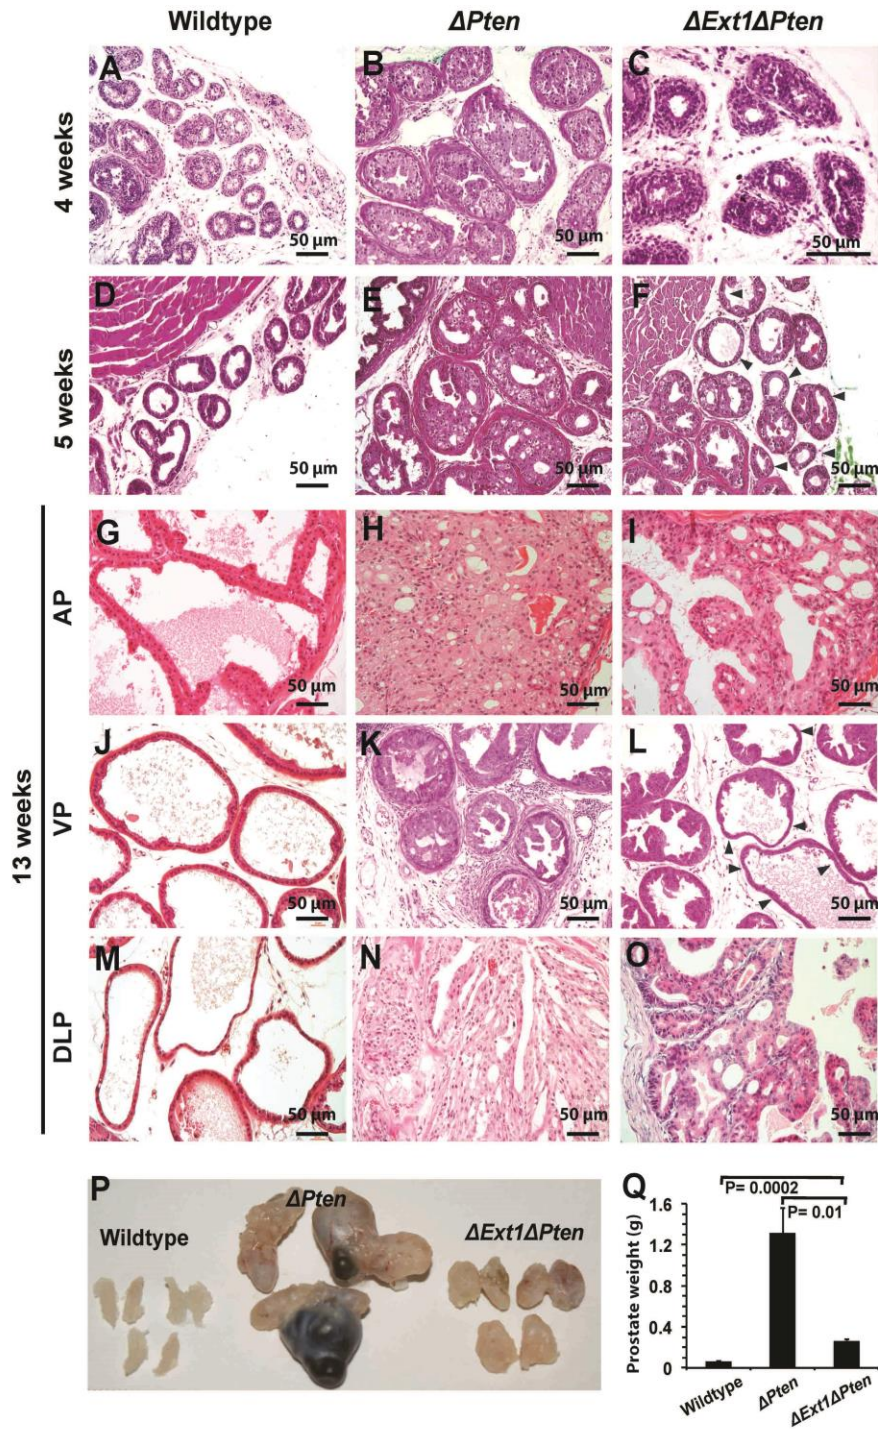 Wildtype ΔPten ΔExt1ΔPten
4 weeks
A 50 µm
B 50 µm
C 50 µm
5 weeks
D 50 µm
E 50 µm
F 50 µm
13 weeks
AP
G 50 µm
H 50 µm
I 50 µm
VP
J 50 µm
K 50 µm
L 50 µm
DLP
M 50 µm
N 50 µm
O 50 µm
P
Wildtype
ΔPten
ΔExt1ΔPten
Q
P= 0.0002
P= 0.01
Prostate weight (g)
1.6
1.2
0.8
0.4
0
Wildtype
ΔPten
ΔExt1ΔPten